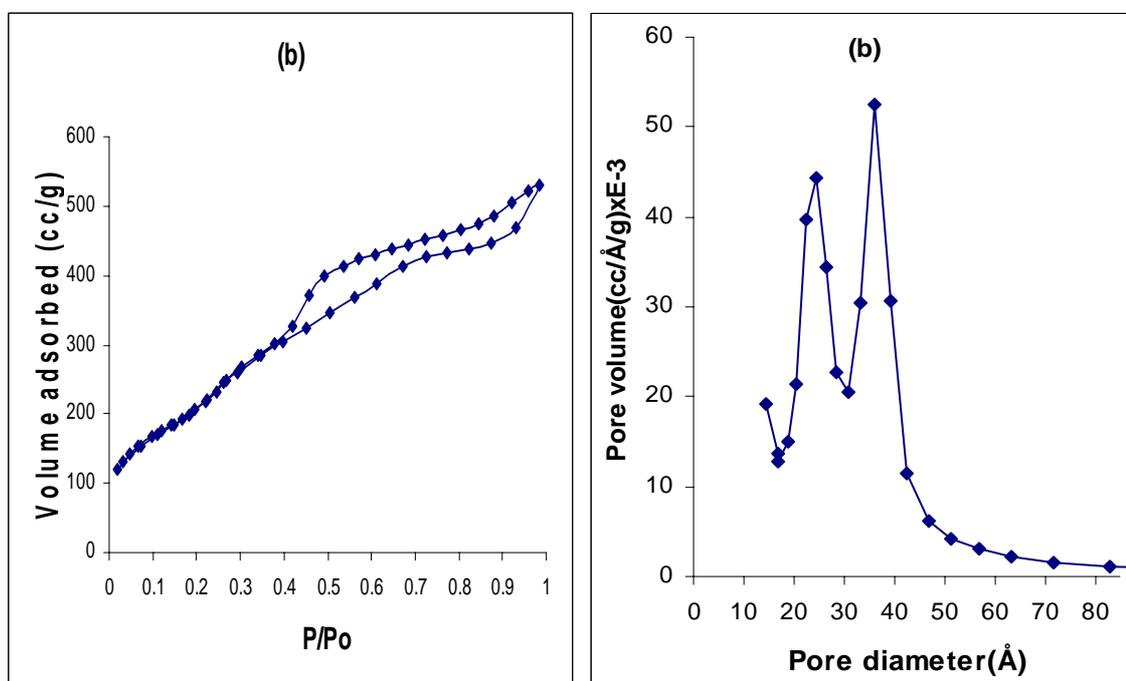 (b)
600
500
400
300
200
100
0
Volume adsorbed (cc/g)
0 0.1 0.2 0.3 0.4 0.5 0.6 0.7 0.8 0.9 1
P/Po
(b)
60
50
40
30
20
10
0
Pore volume(cc/Å/g)xE-3
0 10 20 30 40 50 60 70 80
Pore diameter(Å)